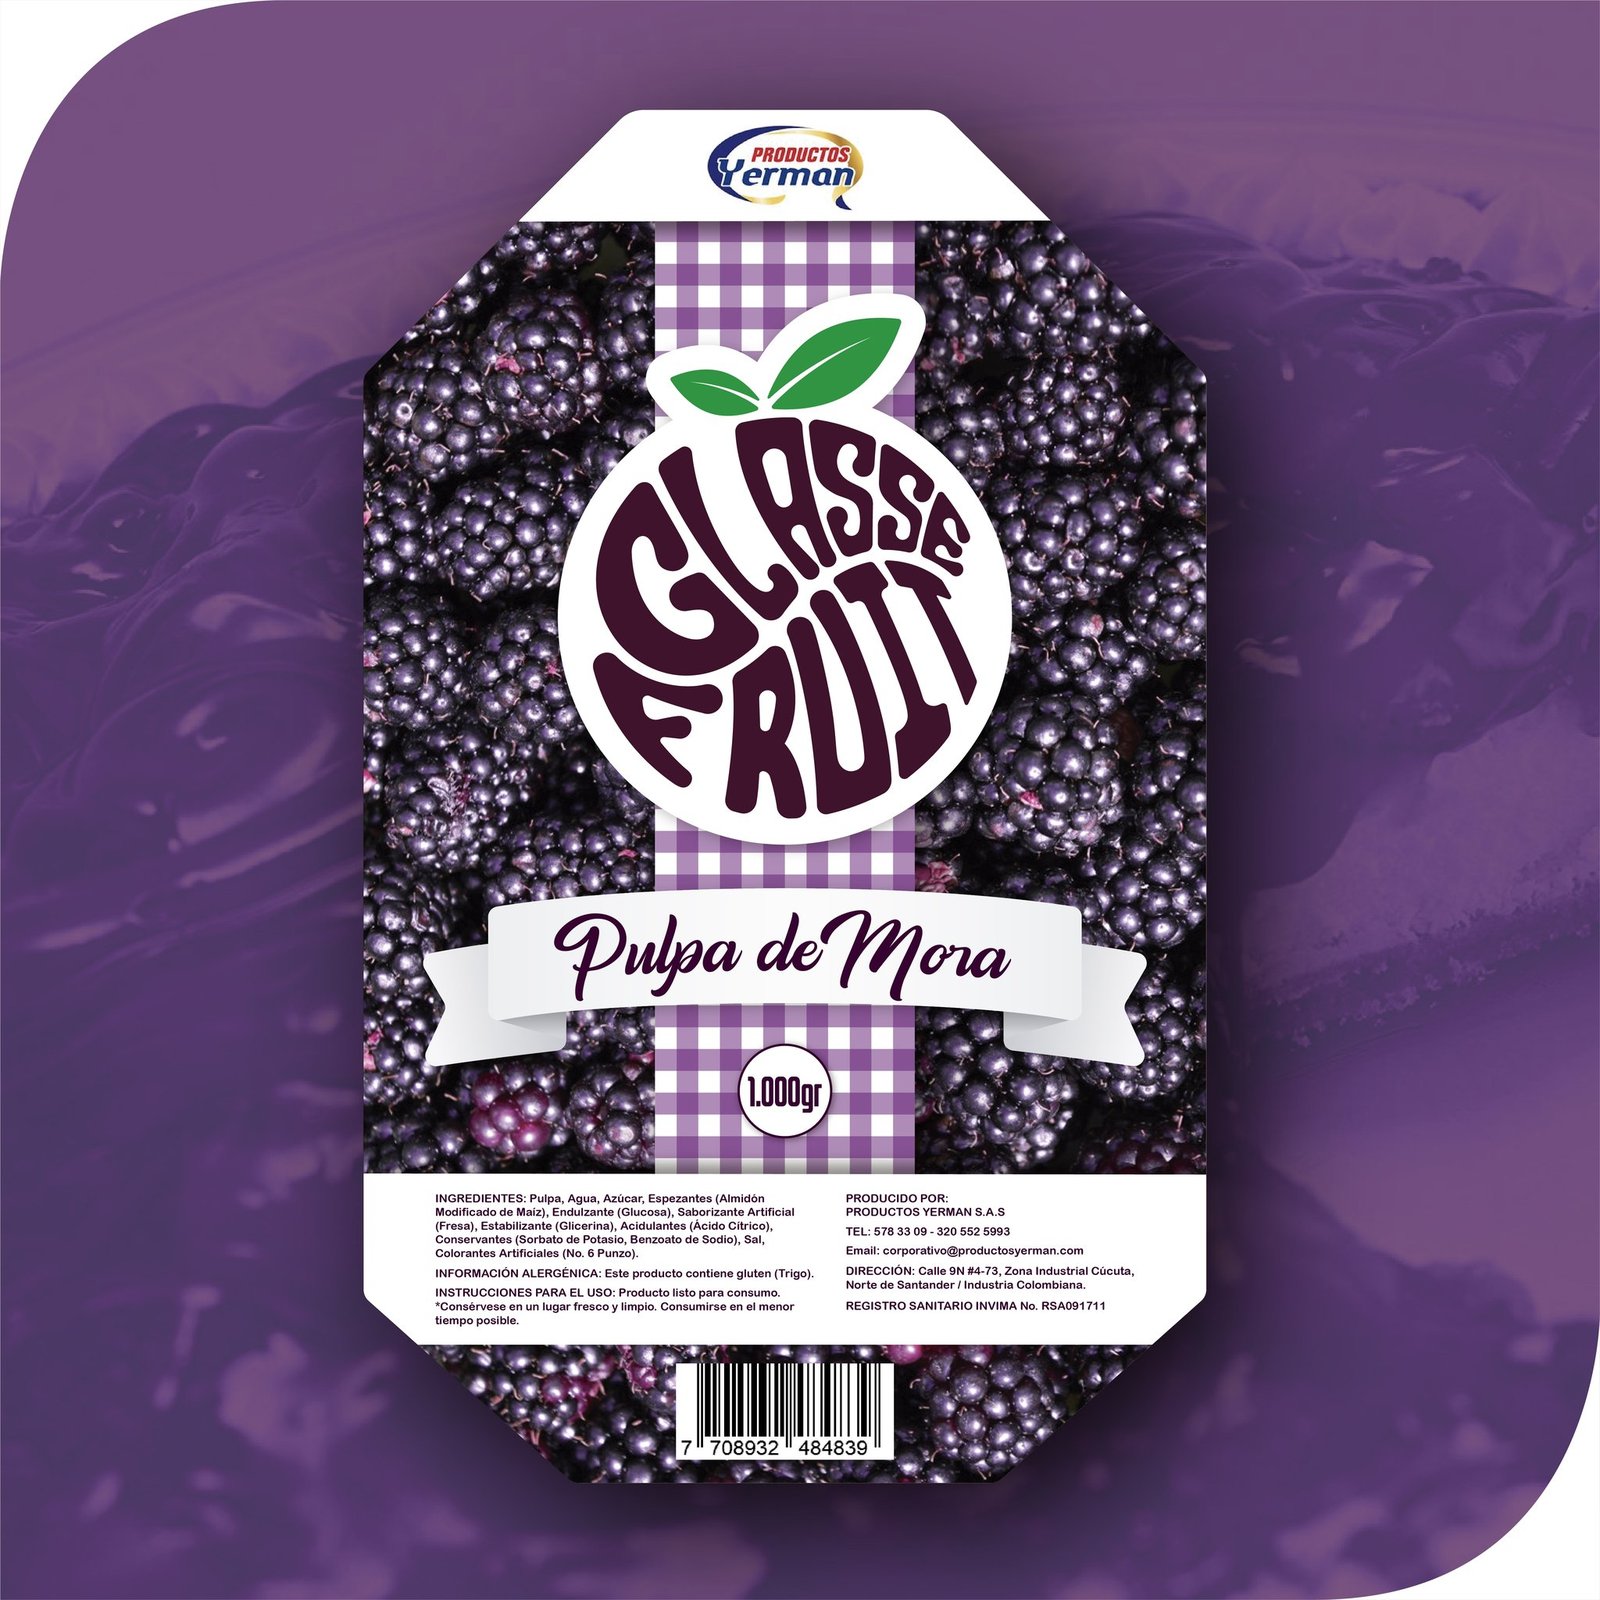 PRODUCTOS
Yerman
GLASSE
FRUIT
Pulpa de Mora
1.000gr
INGREDIENTES: Pulpa, Agua, Azúcar, Espezantes (Almidón
Modificado de Maíz), Endulzante (Glucosa), Saborizante Artificial
(Fresa), Estabilizante (Glicerina), Acidulantes (Ácido Cítrico),
Conservantes (Sorbato de Potasio, Benzoato de Sodio), Sal,
Colorantes Artificiales (No. 6 Punzo).
INFORMACIÓN ALERGÉNICA: Este producto contiene gluten (Trigo).
INSTRUCCIONES PARA EL USO: Producto listo para consumo.
*Consérvese en un lugar fresco y limpio. Consumirse en el menor
tiempo posible.
PRODUCIDO POR:
PRODUCTOS YERMAN S.A.S
TEL: 578 33 09 - 320 552 5993
Email: corporativo@productosyerman.com
DIRECCIÓN: Calle 9N #4-73, Zona Industrial Cúcuta,
Norte de Santander / Industria Colombiana.
REGISTRO SANITARIO INVIMA No. RSA091711
7 708932 484839